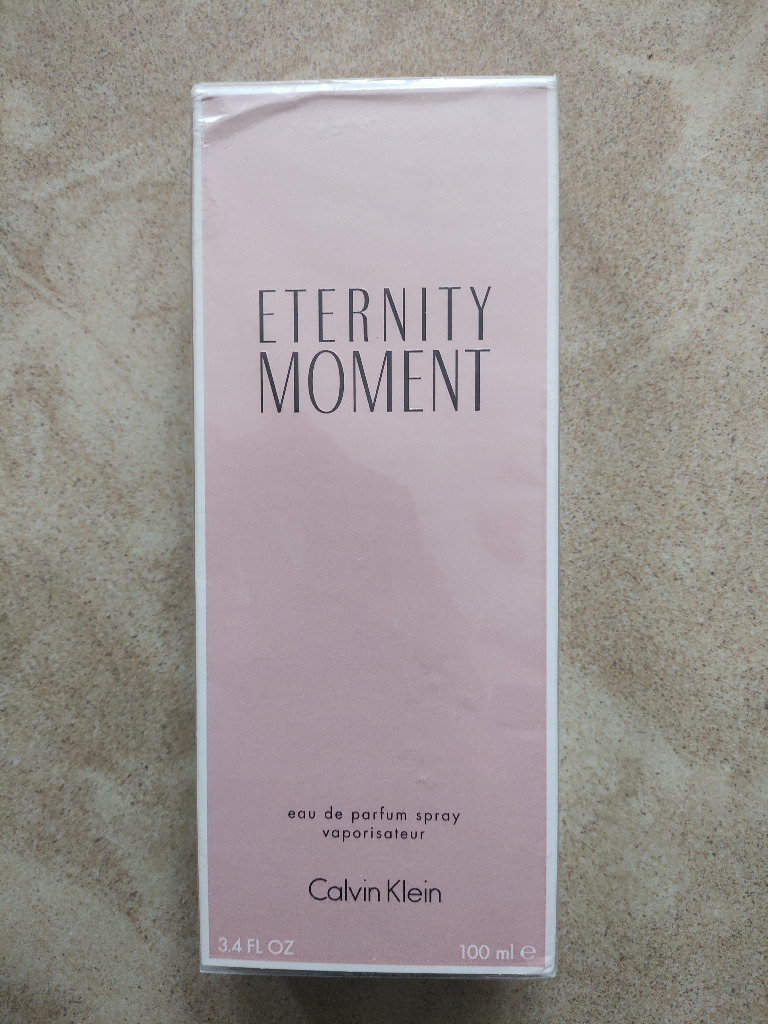 ETERNITY
MOMENT
eau de parfum spray
vaporisateur
Calvin Klein
3.4 FL OZ 100 ml ℮